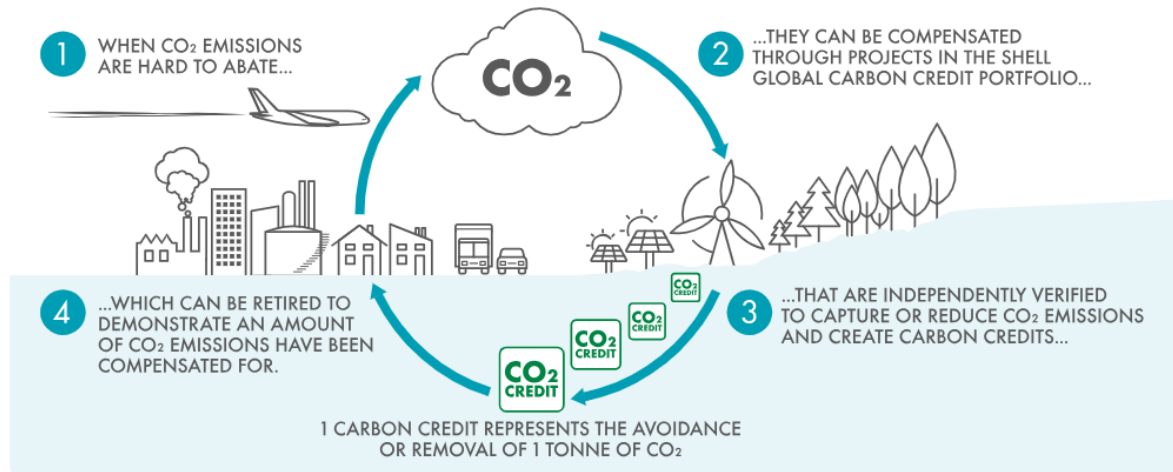 1
WHEN CO₂ EMISSIONS
ARE HARD TO ABATE...
CO₂
2
...THEY CAN BE COMPENSATED
THROUGH PROJECTS IN THE SHELL
GLOBAL CARBON CREDIT PORTFOLIO...
3
...THAT ARE INDEPENDENTLY VERIFIED
TO CAPTURE OR REDUCE CO₂ EMISSIONS
AND CREATE CARBON CREDITS...
CO₂
CREDIT
CO₂
CREDIT
CO₂
CREDIT
CO₂
CREDIT
1 CARBON CREDIT REPRESENTS THE AVOIDANCE
OR REMOVAL OF 1 TONNE OF CO₂
4
...WHICH CAN BE RETIRED TO
DEMONSTRATE AN AMOUNT
OF CO₂ EMISSIONS HAVE BEEN
COMPENSATED FOR.